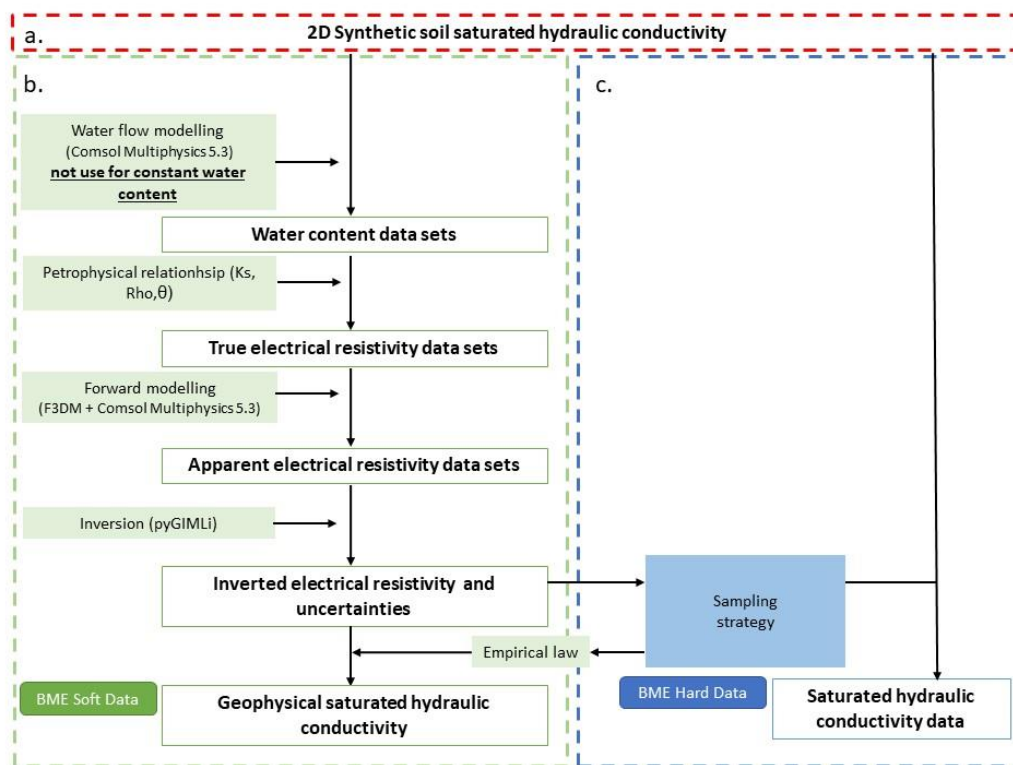 a.
2D Synthetic soil saturated hydraulic conductivity
b.
c.
Water flow modelling
(Comsol Multiphysics 5.3)
not use for constant water
content
Water content data sets
Petrophysical relationhsip (Ks,
Rho,θ)
True electrical resistivity data sets
Forward modelling
(F3DM + Comsol Multiphysics 5.3)
Apparent electrical resistivity data sets
Inversion (pyGIMLi)
Inverted electrical resistivity and
uncertainties
Sampling
strategy
Empirical law
BME Soft Data
Geophysical saturated hydraulic
conductivity
BME Hard Data
Saturated hydraulic
conductivity data